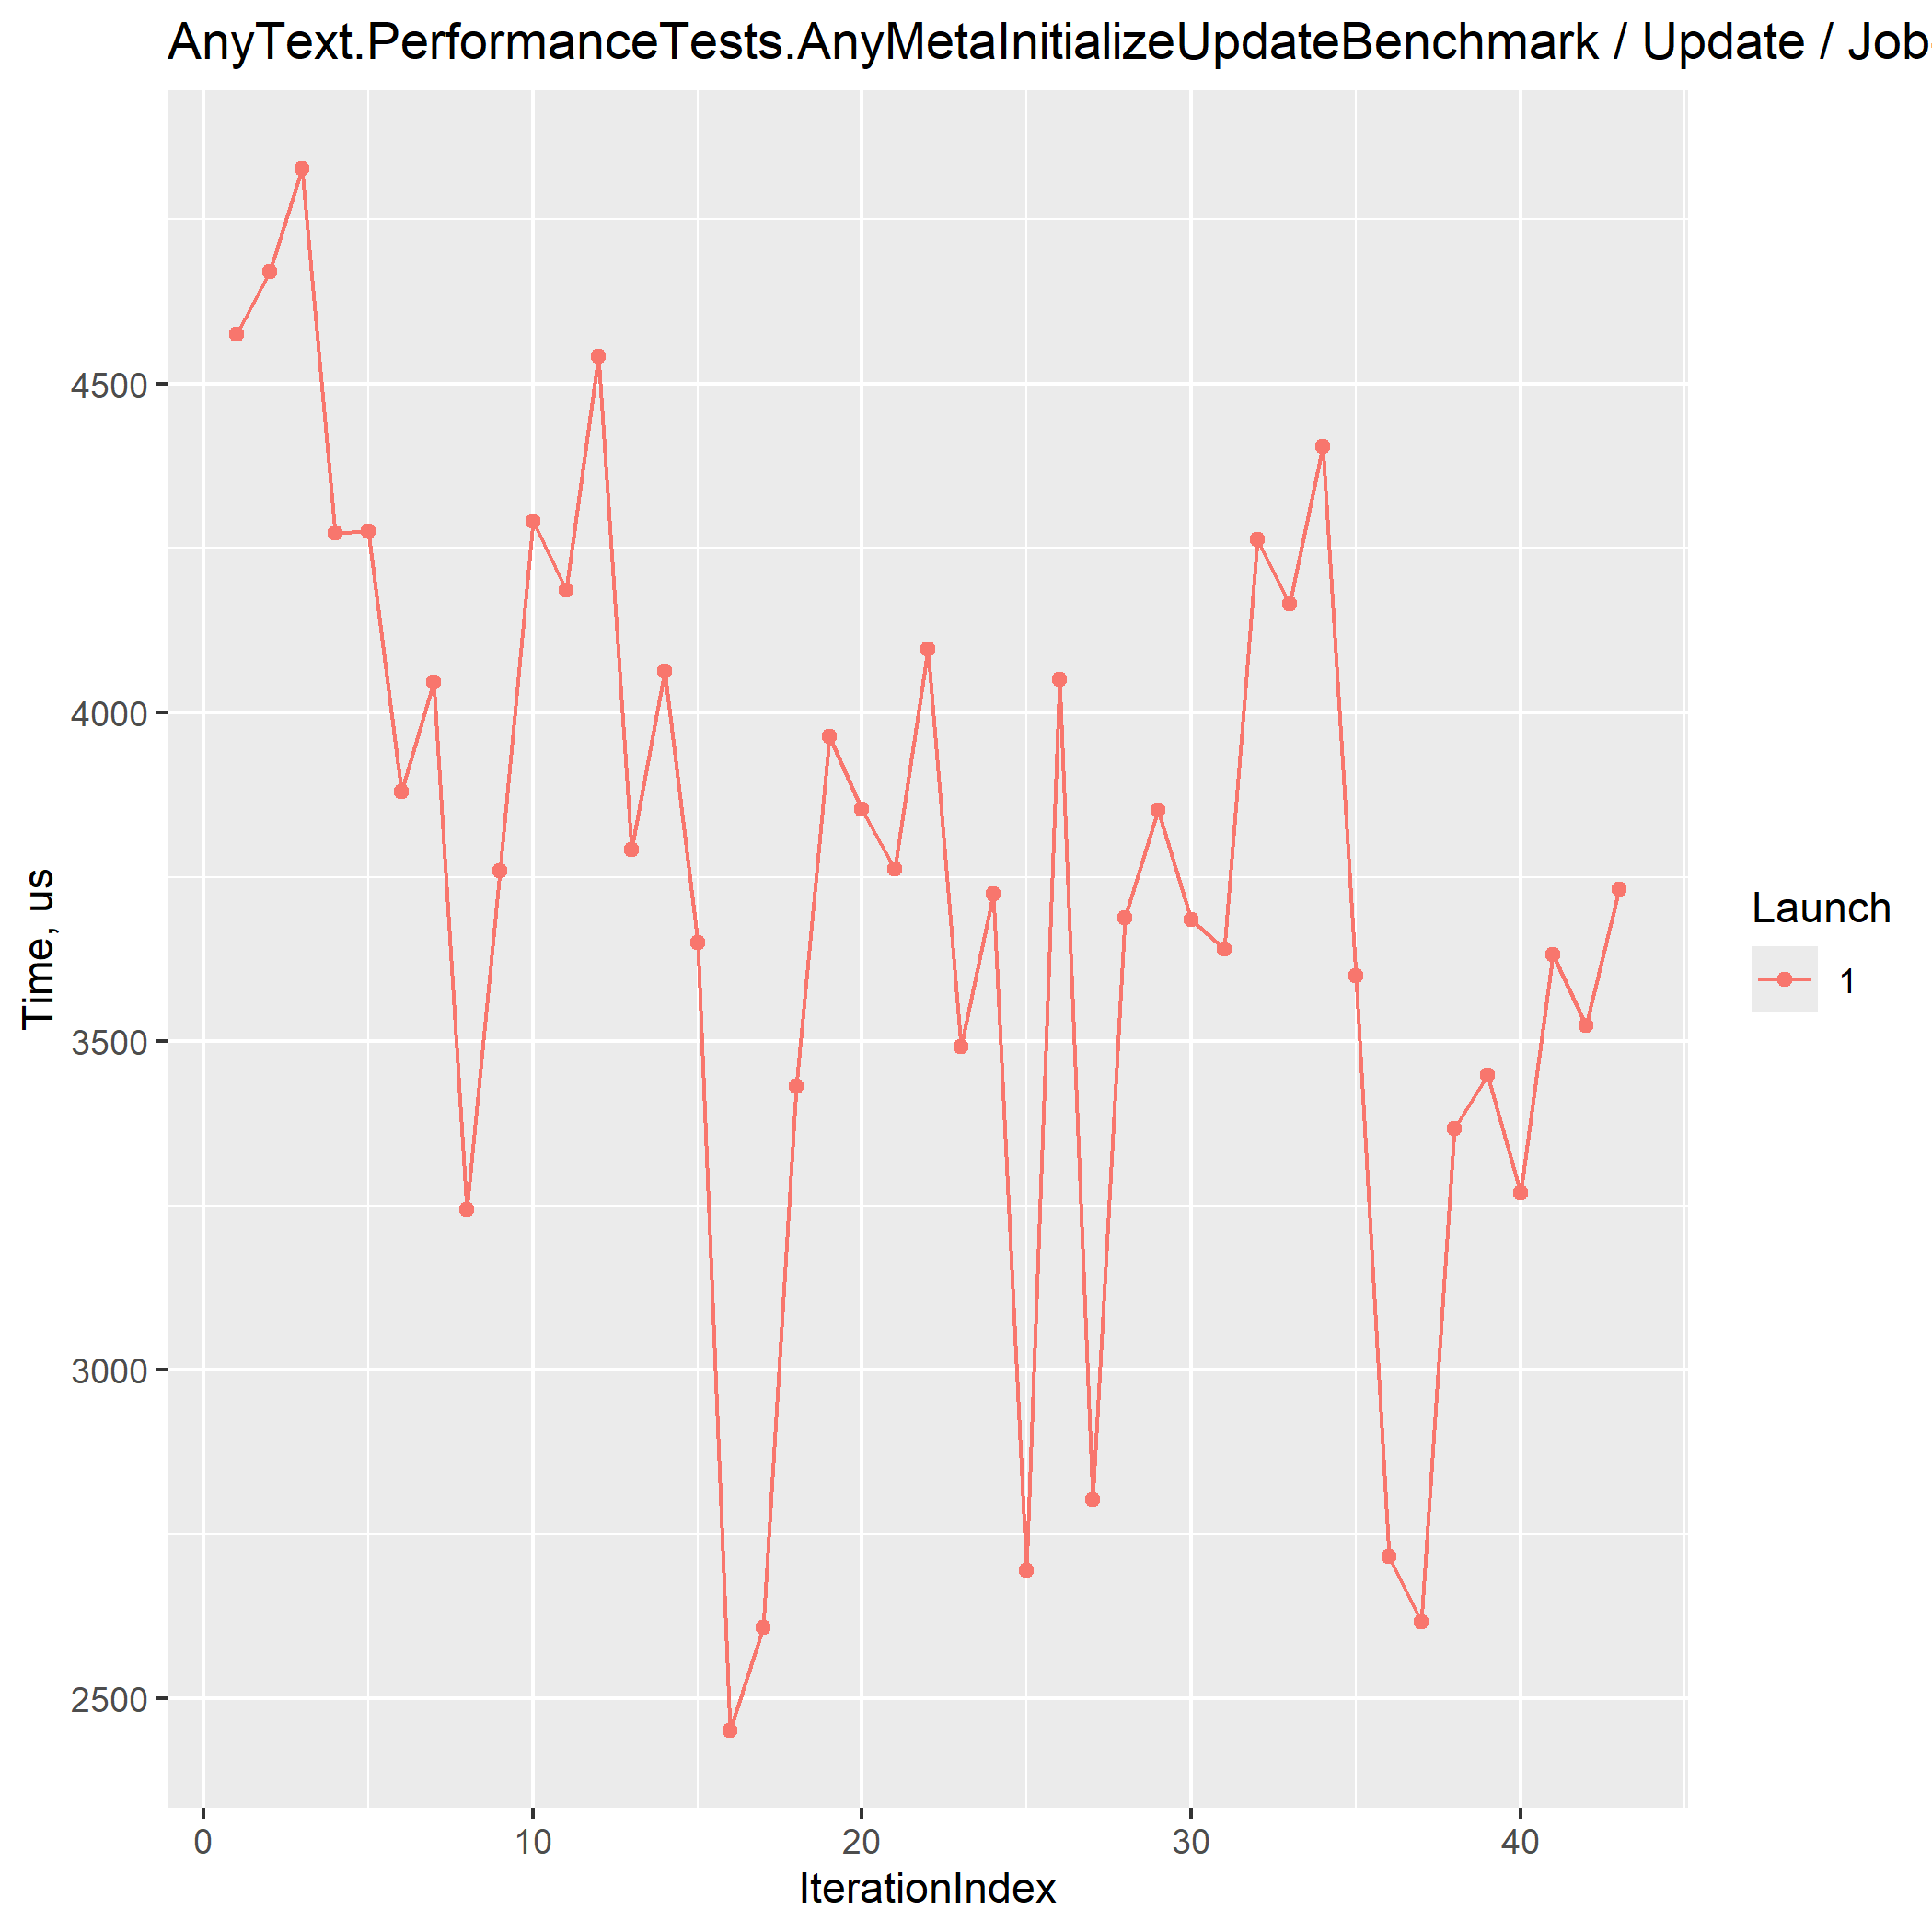 AnyText.PerformanceTests.AnyMetaInitializeUpdateBenchmark / Update / Job
4500
4000
3500
3000
2500
Time, us
0 10 20 30 40
IterationIndex
Launch
1